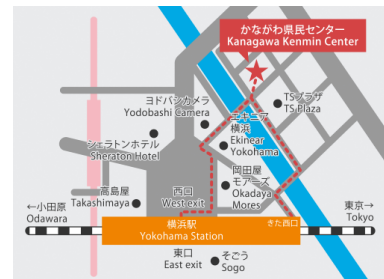 かながわ県民センター
Kanagawa Kenmin Center
TSプラザ
TS Plaza
ヨドバシカメラ
Yodobashi Camera
エキニア
横浜
Ekinear
Yokohama
シェラトンホテル
Sheraton Hotel
岡田屋
モアーズ
Okadaya
Mores
高島屋
Takashimaya
西口
West exit
きた西口
←小田原
Odawara
東京→
Tokyo
横浜駅
Yokohama Station
東口
East exit
そごう
Sogo